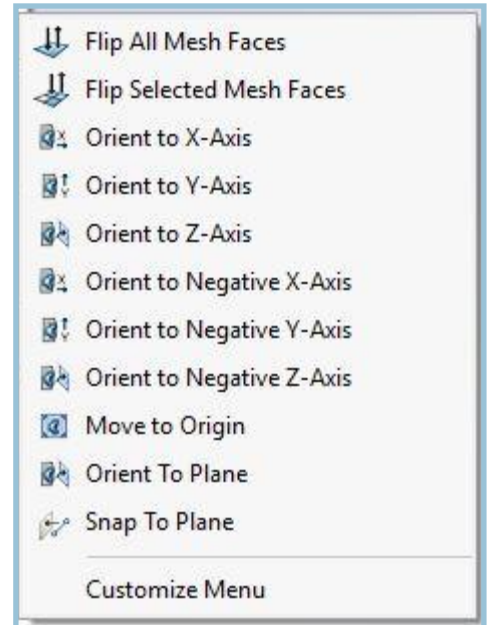 Flip All Mesh Faces
Flip Selected Mesh Faces
Orient to X-Axis
Orient to Y-Axis
Orient to Z-Axis
Orient to Negative X-Axis
Orient to Negative Y-Axis
Orient to Negative Z-Axis
Move to Origin
Orient To Plane
Snap To Plane
Customize Menu